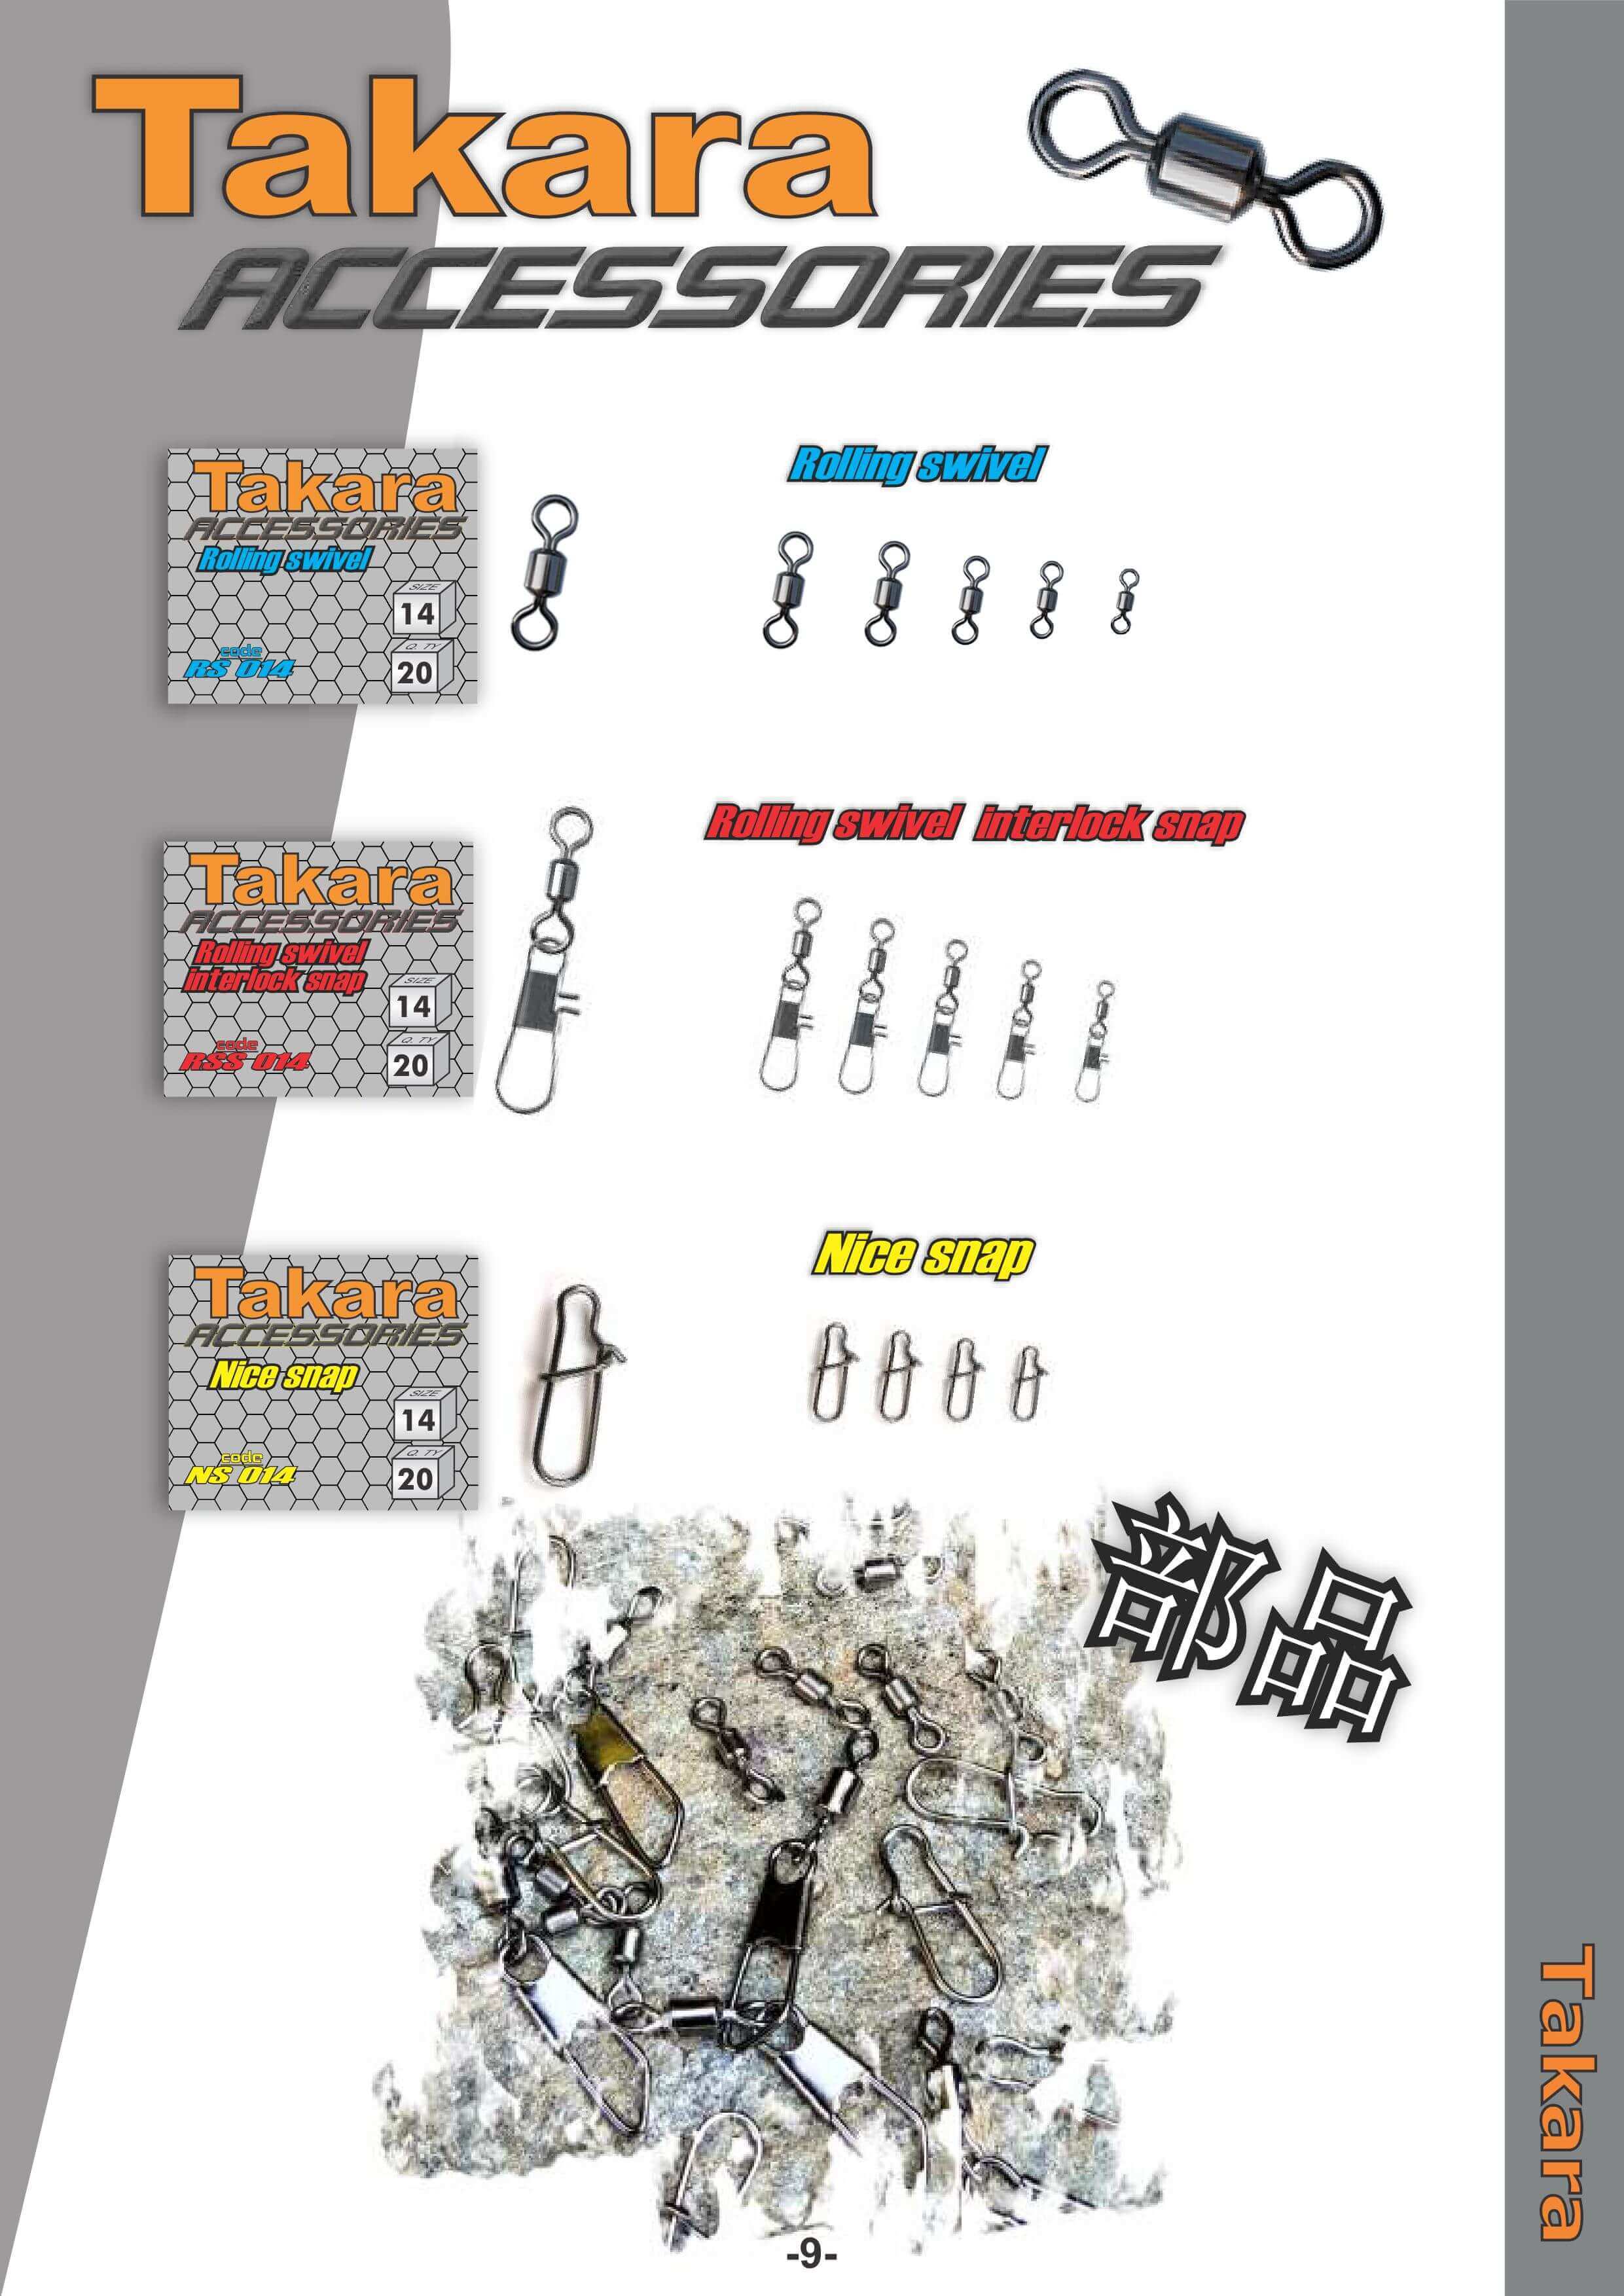 Takara
ACCESSORIES
Rolling swivel
Takara
ACCESSORIES
Rolling swivel
SIZE
14
code
RS 014
Q. TY
20
Rolling swivel interlock snap
Takara
ACCESSORIES
Rolling swivel
interlock snap
SIZE
14
code
RSS 014
Q. TY
20
Nice snap
Takara
ACCESSORIES
Nice snap
SIZE
14
code
NS 014
Q. TY
20
部品
Takara
-9-